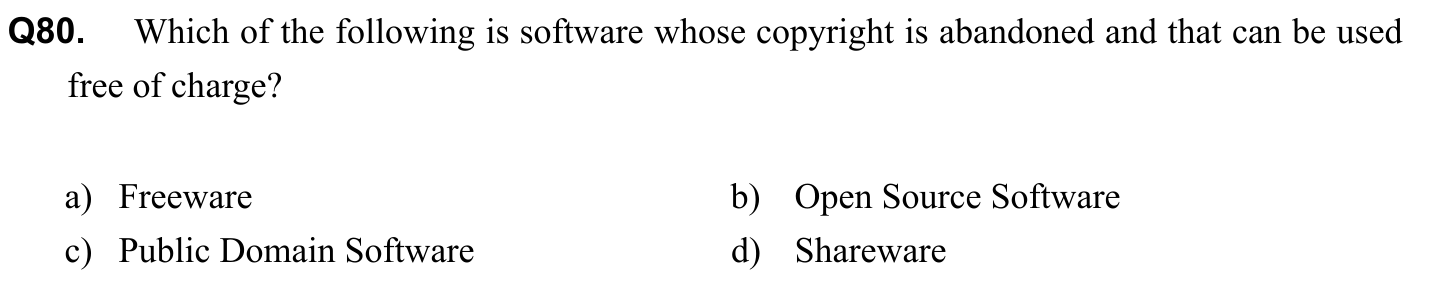 Q80. Which of the following is software whose copyright is abandoned and that can be used
free of charge?
a) Freeware b) Open Source Software
c) Public Domain Software d) Shareware